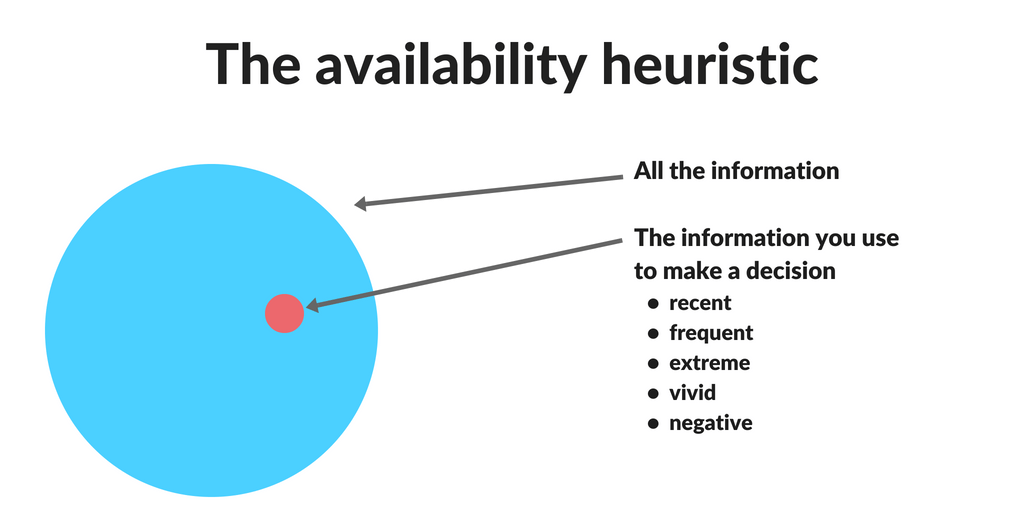 The availability heuristic
All the information
The information you use
to make a decision
● recent
● frequent
● extreme
● vivid
● negative